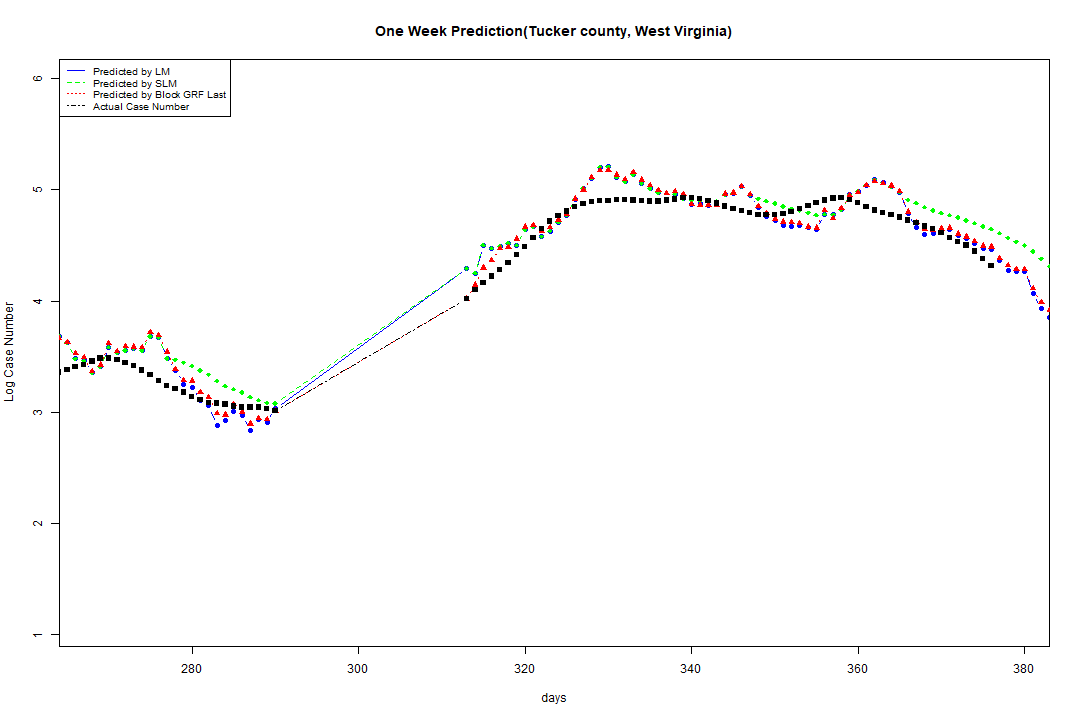 One Week Prediction(Tucker county, West Virginia)
Predicted by LM
Predicted by SLM
Predicted by Block GRF Last
Actual Case Number
6
5
4
3
2
1
Log Case Number
280 300 320 340 360 380
days